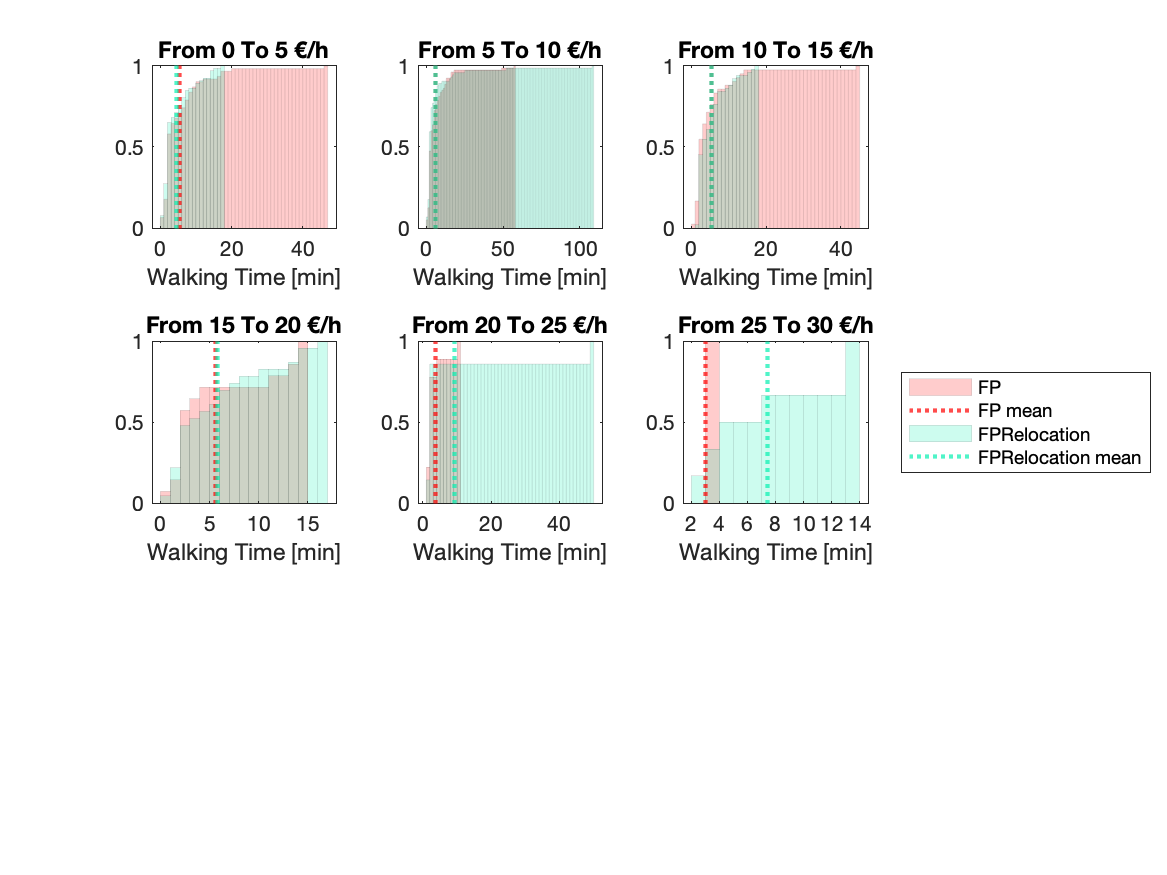 From 0 To 5 €/h
From 5 To 10 €/h
From 10 To 15 €/h
1
0.5
0
0 20 40
Walking Time [min]
1
0.5
0
0 50 100
Walking Time [min]
1
0.5
0
0 20 40
Walking Time [min]
From 15 To 20 €/h
From 20 To 25 €/h
From 25 To 30 €/h
1
0.5
0
0 5 10 15
Walking Time [min]
1
0.5
0
0 20 40
Walking Time [min]
1
0.5
0
2 4 6 8 10 12 14
Walking Time [min]
FP
FP mean
FPRelocation
FPRelocation mean